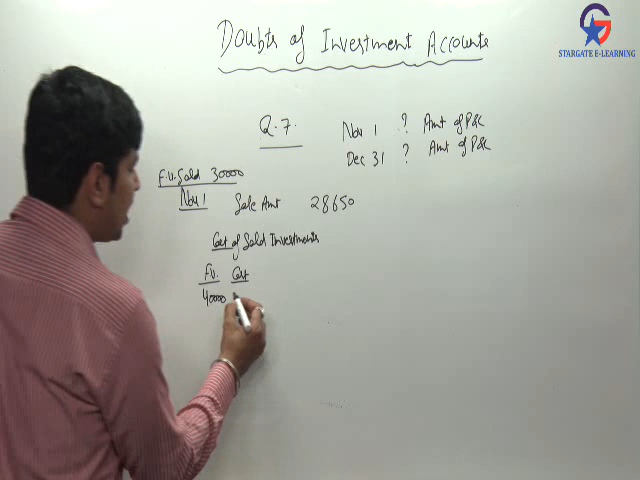 STARGATE E-LEARNING
Doubts of Investment Accounts
Q.7.
Nov 1 ? Amt of P&L
Dec 31 ? Amt of P&L
F.V. Sold 30000
Nov 1 Sale Amt 28650
Cost of Sold Investments
F.V. Cost
40000